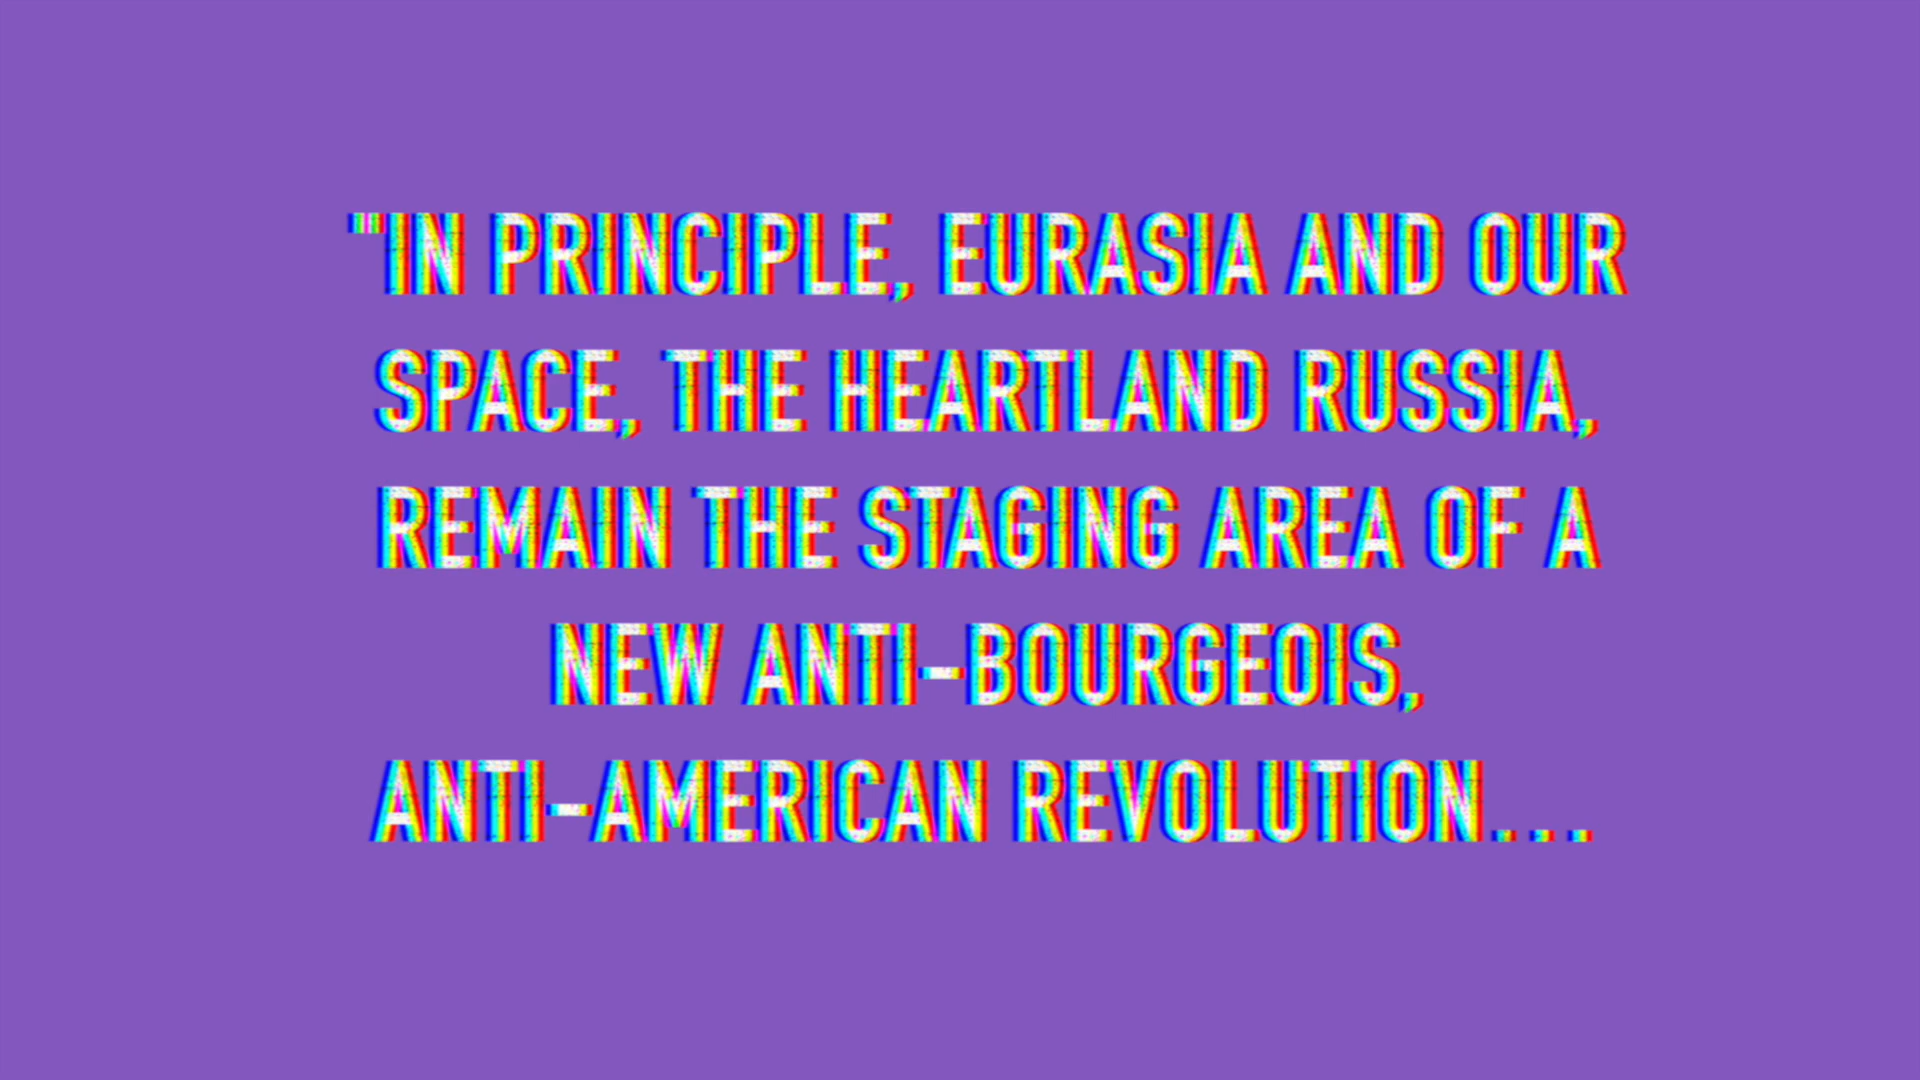 "IN PRINCIPLE, EURASIA AND OUR
SPACE, THE HEARTLAND RUSSIA,
REMAIN THE STAGING AREA OF A
NEW ANTI-BOURGEOIS,
ANTI-AMERICAN REVOLUTION...